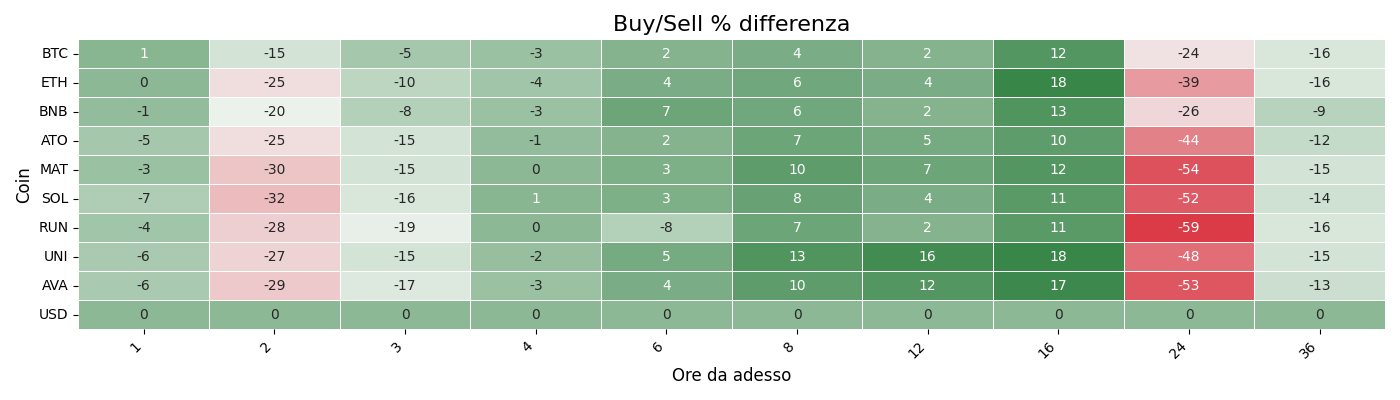 Buy/Sell % differenza
Coin
BTC 1 -15 -5 -3 2 4 2 12 -24 -16
ETH 0 -25 -10 -4 4 6 4 18 -39 -16
BNB -1 -20 -8 -3 7 6 2 13 -26 -9
ATO -5 -25 -15 -1 2 7 5 10 -44 -12
MAT -3 -30 -15 0 3 10 7 12 -54 -15
SOL -7 -32 -16 1 3 8 4 11 -52 -14
RUN -4 -28 -19 0 -8 7 2 11 -59 -16
UNI -6 -27 -15 -2 5 13 16 18 -48 -15
AVA -6 -29 -17 -3 4 10 12 17 -53 -13
USD 0 0 0 0 0 0 0 0 0 0
1 2 3 4 6 8 12 16 24 36
Ore da adesso